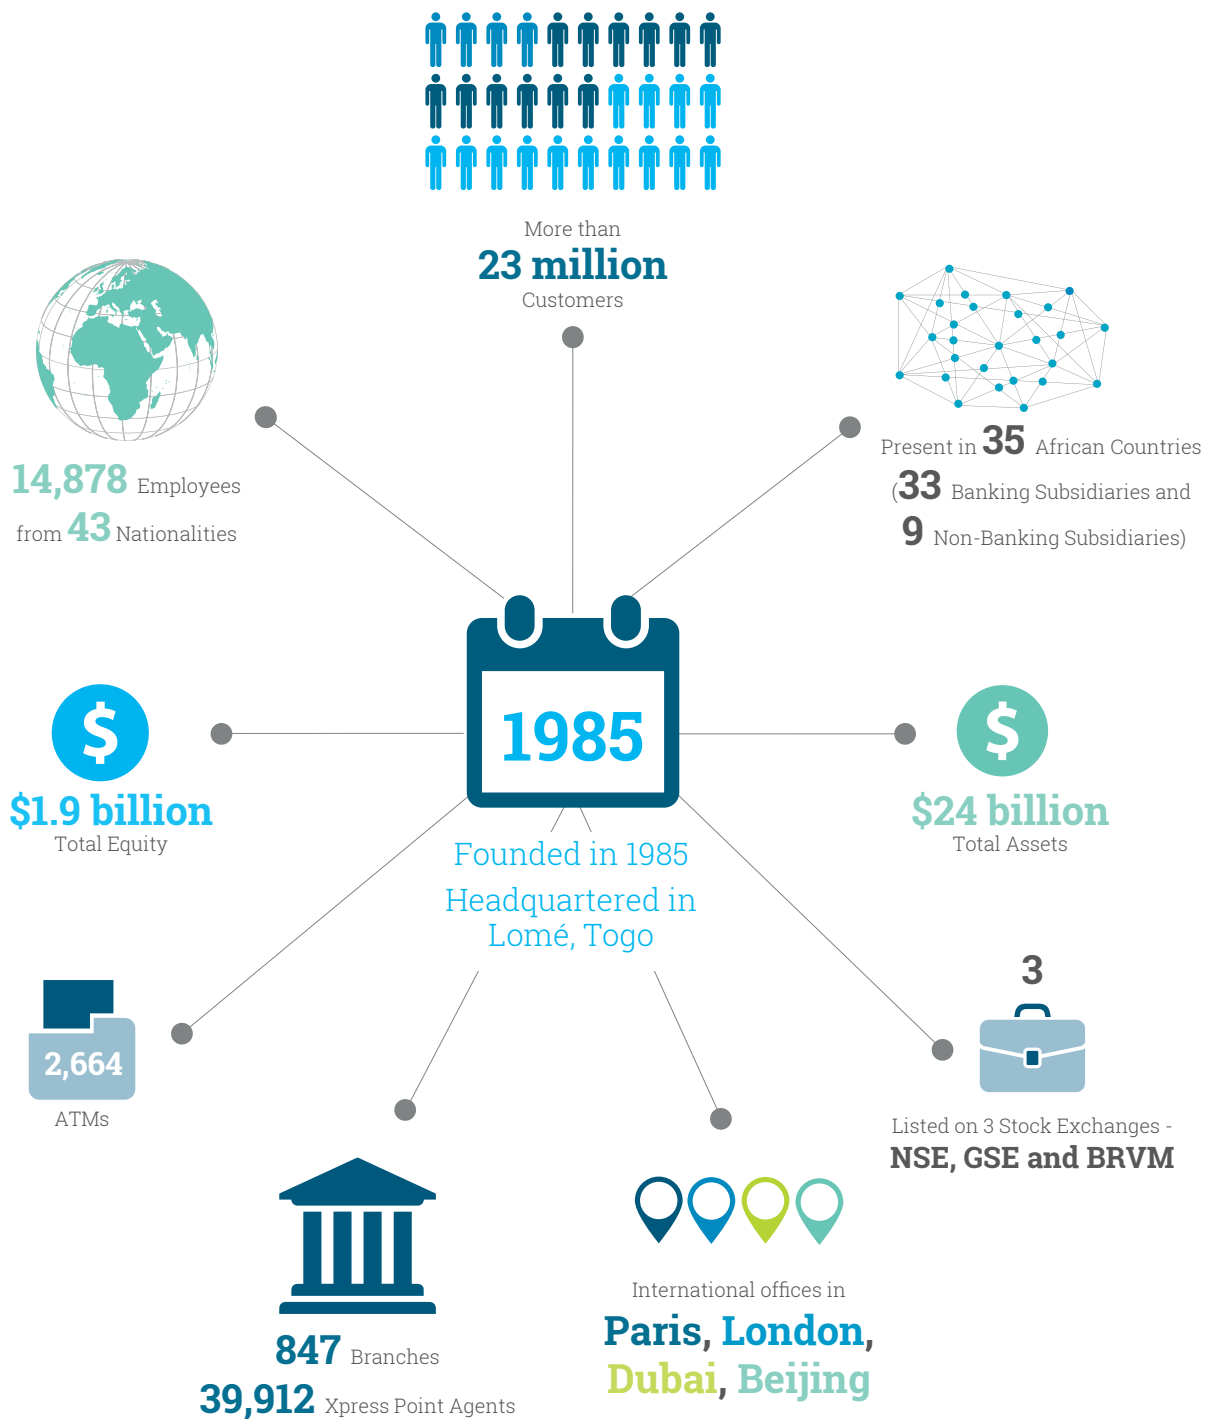 More than
23 million
Customers
14,878 Employees
from 43 Nationalities
Present in 35 African Countries
(33 Banking Subsidiaries and
9 Non-Banking Subsidiaries)
1985
$
$1.9 billion
Total Equity
$
$24 billion
Total Assets
Founded in 1985
Headquartered in
Lomé, Togo
2,664
ATMs
3
Listed on 3 Stock Exchanges -
NSE, GSE and BRVM
847 Branches
39,912 Xpress Point Agents
International offices in
Paris, London,
Dubai, Beijing